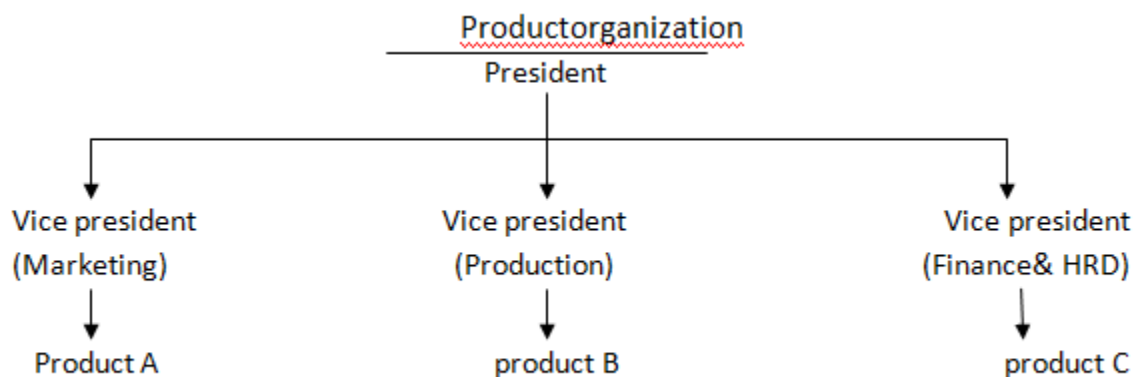 Productorganization
President
Vice president Vice president Vice president
(Marketing) (Production) (Finance& HRD)
Product A product B product C